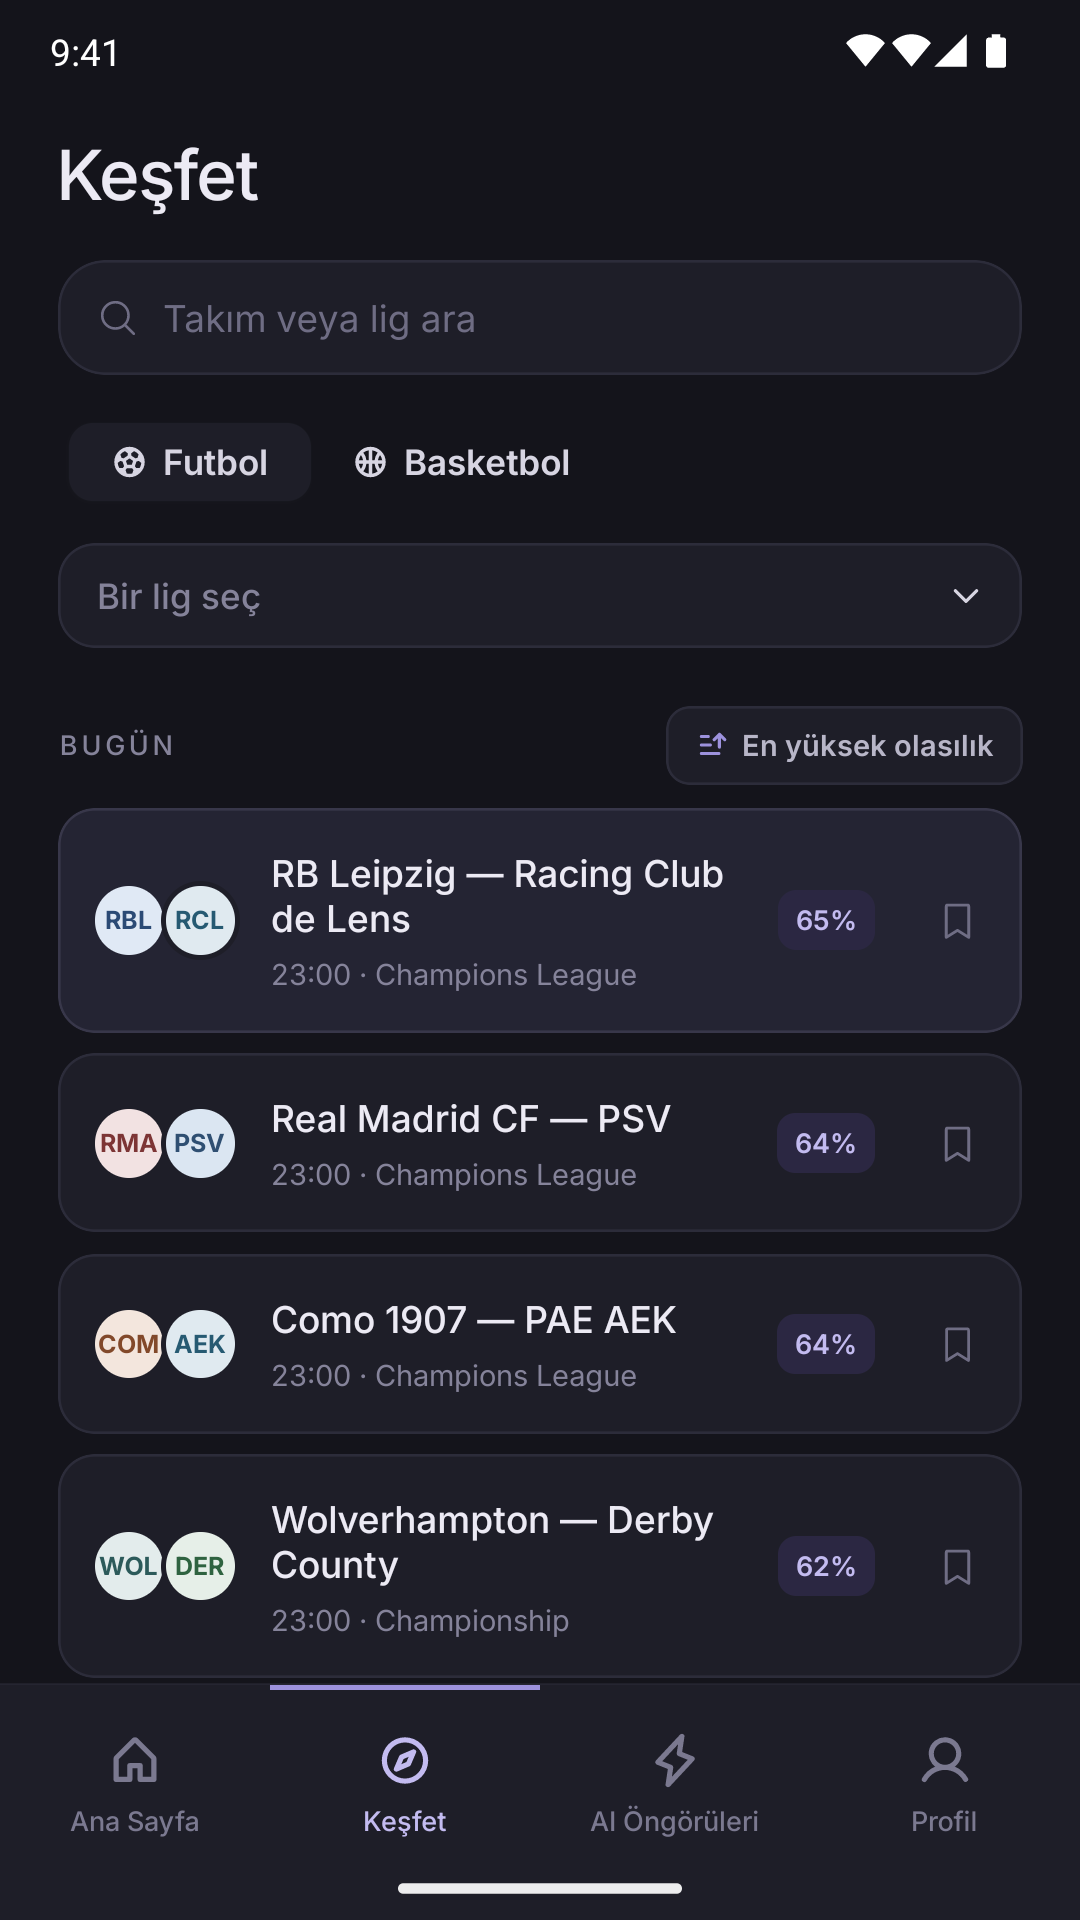 9:41
Keşfet
Takım veya lig ara
Futbol
Basketbol
Bir lig seç
BUGÜN
En yüksek olasılık
RBL
RCL
RB Leipzig — Racing Club
de Lens
23:00 · Champions League
65%
RMA
PSV
Real Madrid CF — PSV
23:00 · Champions League
64%
COM
AEK
Como 1907 — PAE AEK
23:00 · Champions League
64%
WOL
DER
Wolverhampton — Derby
County
23:00 · Championship
62%
Ana Sayfa
Keşfet
AI Öngörüleri
Profil